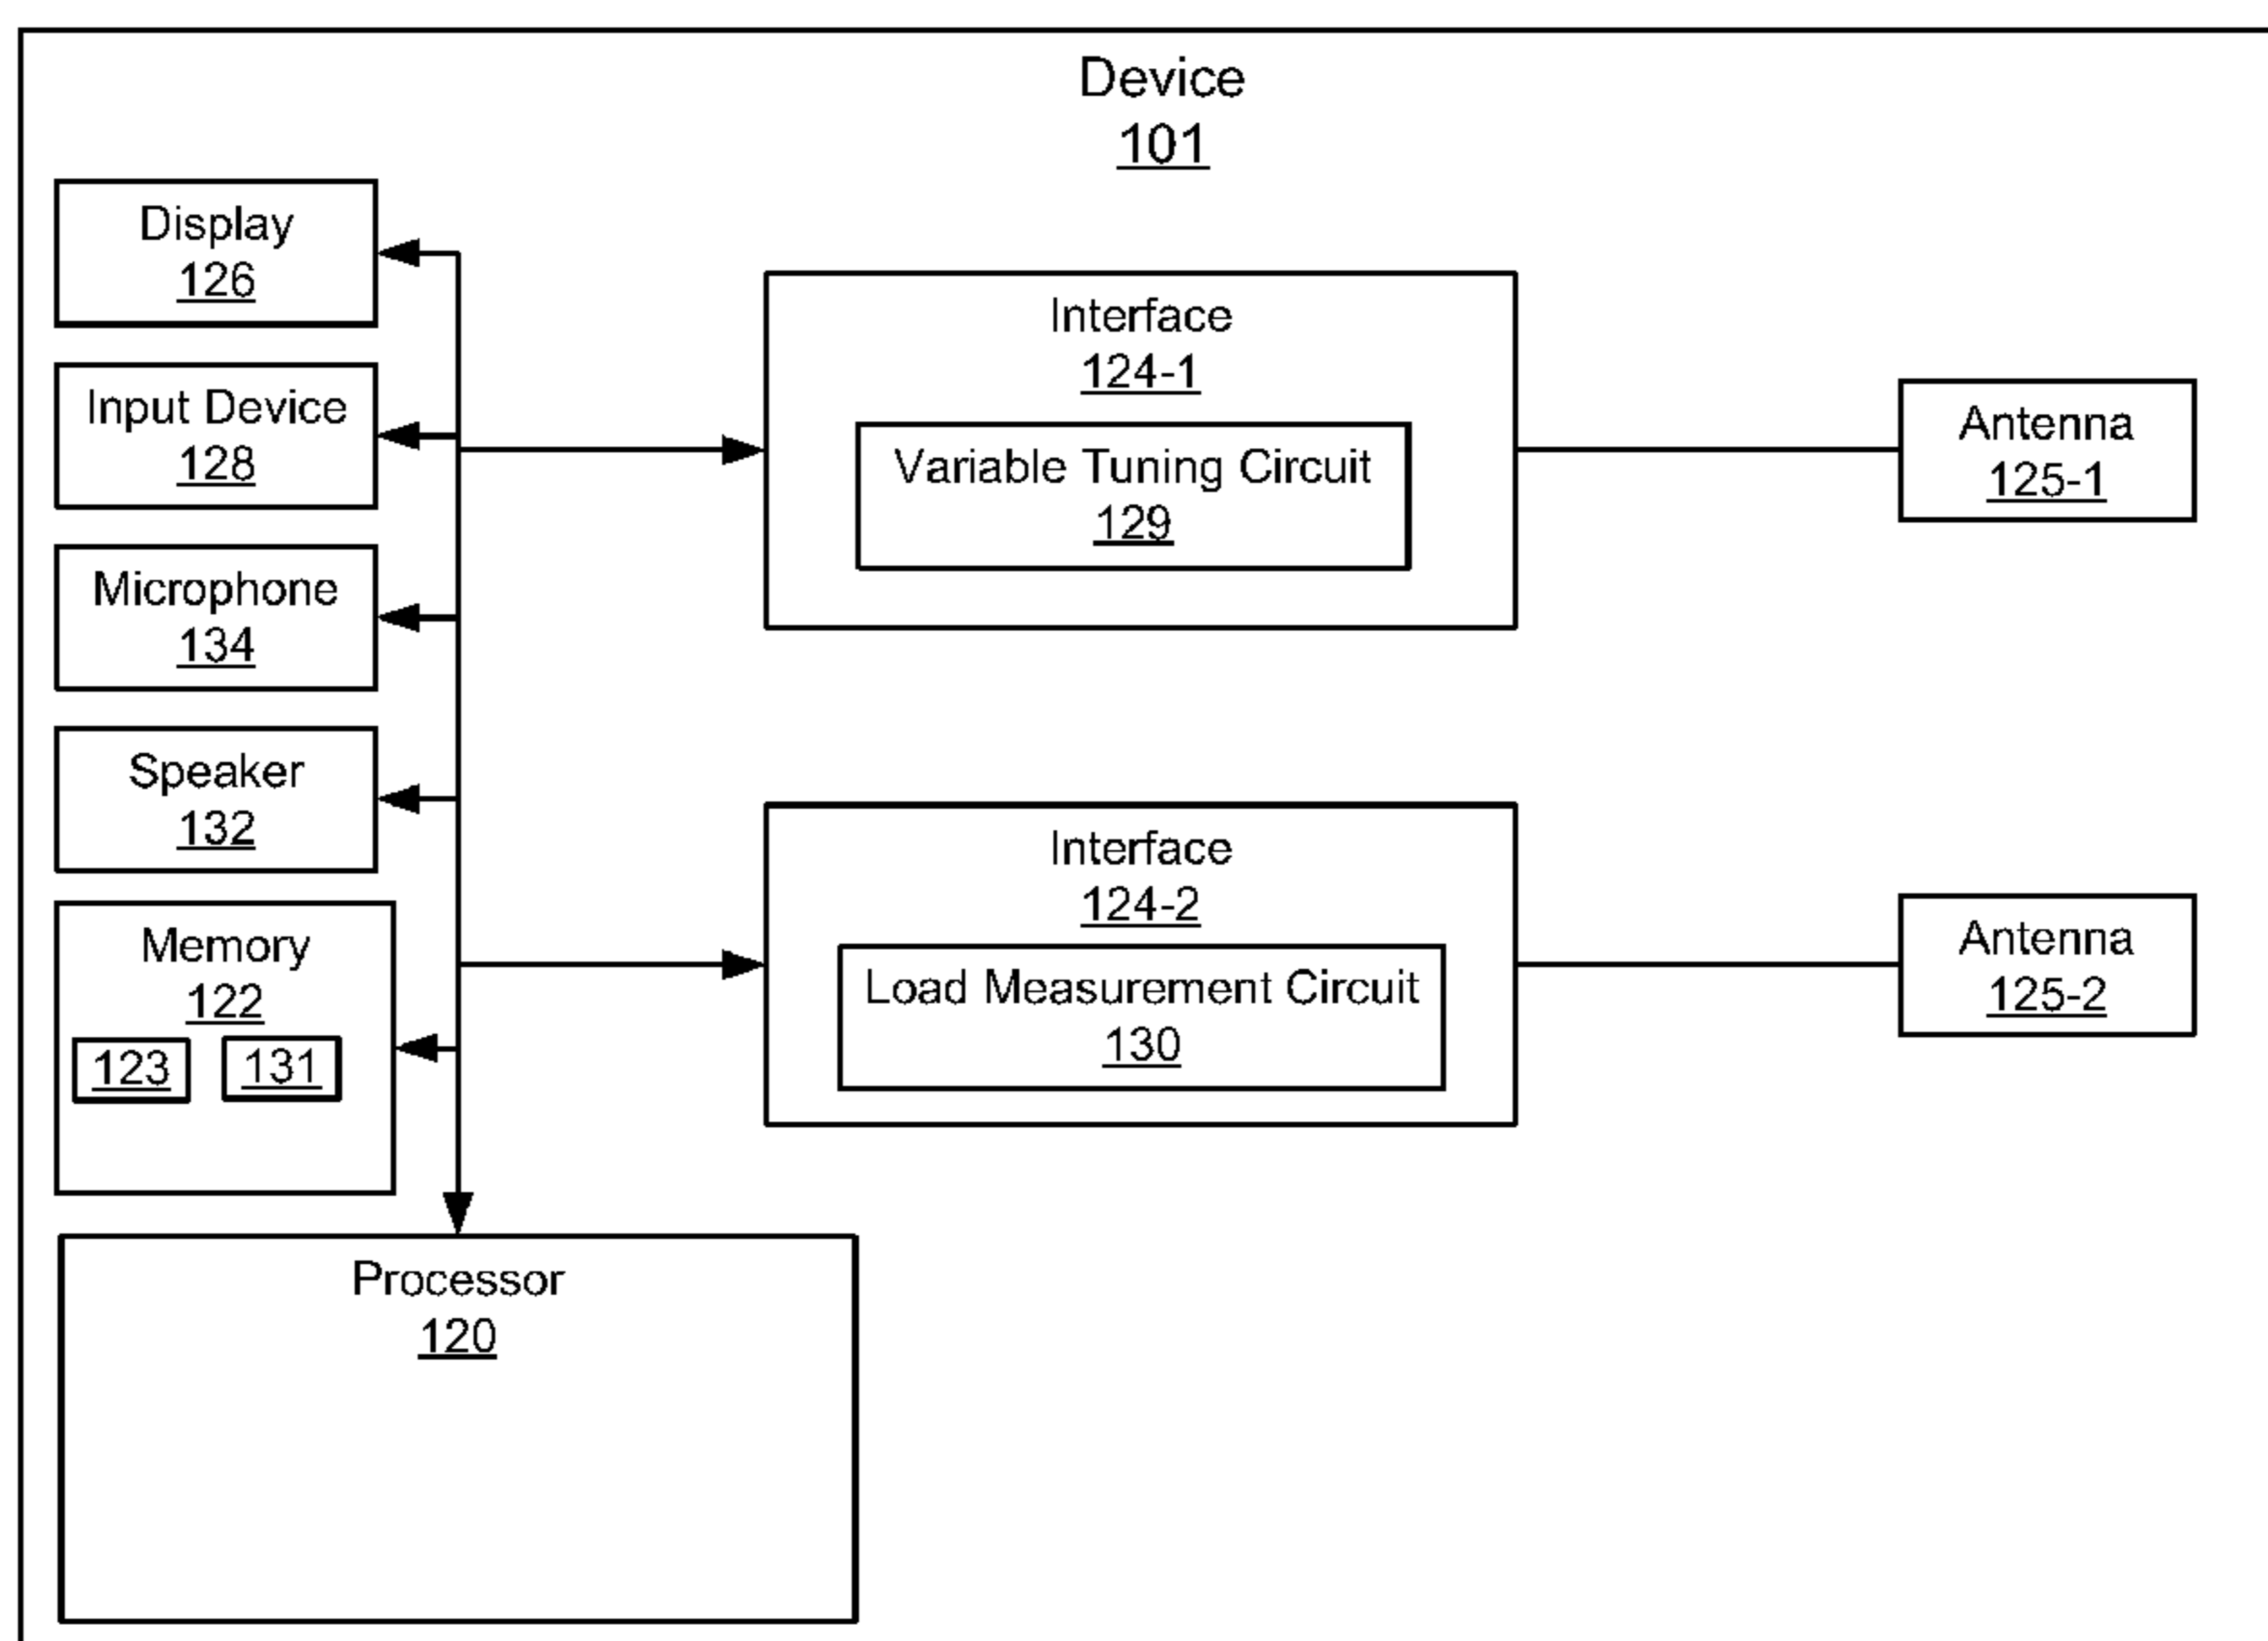 Device
101
Display
126
Input Device
128
Microphone
134
Speaker
132
Memory
122
123 131
Processor
120
Interface
124-1
Variable Tuning Circuit
129
Interface
124-2
Load Measurement Circuit
130
Antenna
125-1
Antenna
125-2